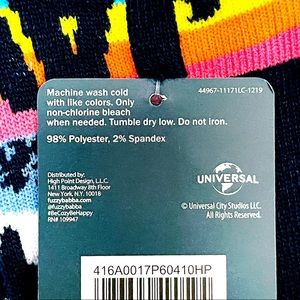 Machine wash cold
with like colors. Only
non-chlorine bleach
when needed. Tumble dry low. Do not iron.
98% Polyester, 2% Spandex
44967-11171LC-1219
Distributed by:
High Point Design, L.L.C.
1411 Broadway 8th Floor
New York, N.Y. 10018
fuzzybabba.com
@fuzzybabba
#BeCozyBeHappy
RN# 109947
UNIVERSAL
© Universal City Studios LLC.
All Rights Reserved.
416A0017P60410HP